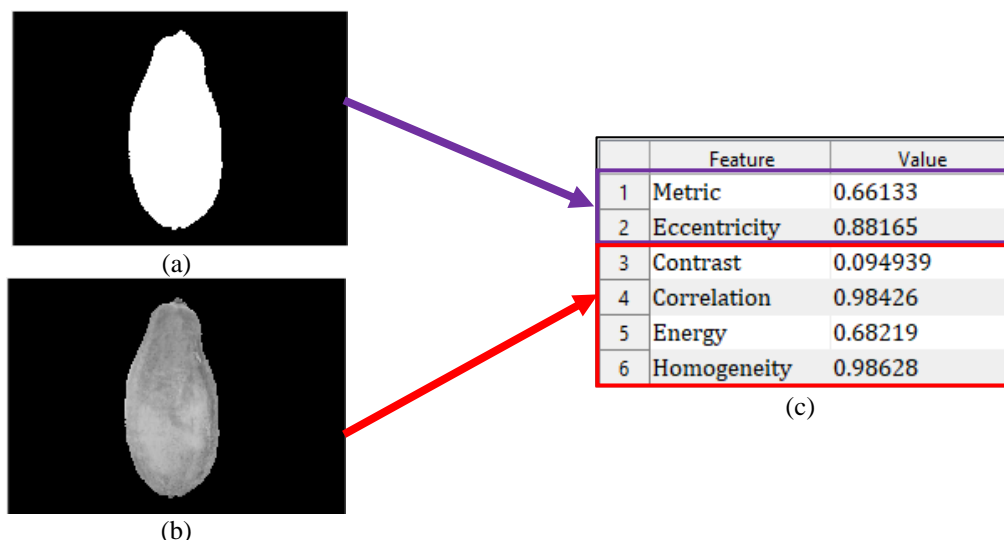 (a)
(b)
Feature Value
1 Metric 0.66133
2 Eccentricity 0.88165
3 Contrast 0.094939
4 Correlation 0.98426
5 Energy 0.68219
6 Homogeneity 0.98628
(c)